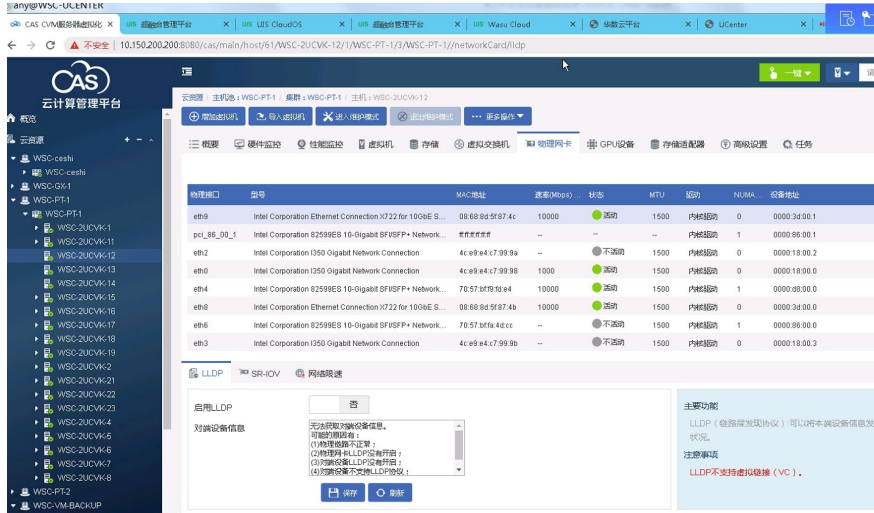 any@WSC-UCENTER
CAS CVM服务器虚拟化 ×
UIS 超融合管理平台 ×
UIS UIS CloudOS ×
UIS 超融合管理平台 ×
UIS Wasu Cloud ×
华数云平台 ×
UCenter ×
不安全 | 10.150.200.200:8080/cas/main/host/61/WSC-2UCVK-12/1/WSC-PT-1/3/WSC-PT-1//networkCard/lldp
CAS
云计算管理平台
概览
云资源 + -
WSC-ceshi
WSC-ceshi
WSC-GX-1
WSC-PT-1
WSC-PT-1
WSC-2UCVK-1
WSC-2UCVK-11
WSC-2UCVK-12
WSC-2UCVK-13
WSC-2UCVK-14
WSC-2UCVK-15
WSC-2UCVK-16
WSC-2UCVK-17
WSC-2UCVK-18
WSC-2UCVK-19
WSC-2UCVK-2
WSC-2UCVK-21
WSC-2UCVK-22
WSC-2UCVK-23
WSC-2UCVK-4
WSC-2UCVK-5
WSC-2UCVK-6
WSC-2UCVK-7
WSC-2UCVK-8
WSC-PT-2
WSC-VM-BACKUP
云资源 / 主机池:WSC-PT-1 / 集群:WSC-PT-1 / 主机:WSC-2UCVK-12
增加虚拟机 导入虚拟机 进入维护模式 退出维护模式 ••• 更多操作
概要 硬件监控 性能监控 虚拟机 存储 虚拟交换机 物理网卡 GPU设备 存储适配器 高级设置 任务
物理接口 型号 MAC地址 速率(Mbps)... 状态 MTU 驱动 NUMA... 设备地址
eth9 Intel Corporation Ethernet Connection X722 for 10GbE S... 08:68:8d:5f:87:4c 10000 活动 1500 内核驱动 0 0000:3d:00.1
pci_86_00_1 Intel Corporation 82599ES 10-Gigabit SFI/SFP+ Network... ff:ff:ff:ff:ff:ff -- -- -- 内核驱动 1 0000:86:00.1
eth2 Intel Corporation I350 Gigabit Network Connection 4c:e9:e4:c7:99:9a -- 不活动 1500 内核驱动 0 0000:18:00.2
eth0 Intel Corporation I350 Gigabit Network Connection 4c:e9:e4:c7:99:98 1000 活动 1500 内核驱动 0 0000:18:00.0
eth4 Intel Corporation 82599ES 10-Gigabit SFI/SFP+ Network... 70:57:bf:f9:fd:e4 10000 活动 1500 内核驱动 1 0000:d8:00.0
eth8 Intel Corporation Ethernet Connection X722 for 10GbE S... 08:68:8d:5f:87:4b 10000 活动 1500 内核驱动 0 0000:3d:00.0
eth6 Intel Corporation 82599ES 10-Gigabit SFI/SFP+ Network... 70:57:bf:fa:4d:cc -- 不活动 1500 内核驱动 1 0000:86:00.0
eth3 Intel Corporation I350 Gigabit Network Connection 4c:e9:e4:c7:99:9b -- 不活动 1500 内核驱动 0 0000:18:00.3
LLDP SR-IOV 网络限速
启用LLDP 否
对端设备信息
无法获取对端设备信息。
可能的原因有:
(1)物理链路不正常;
(2)物理网卡LLDP没有开启;
(3)对端设备LLDP没有开启;
(4)对端设备不支持LLDP协议;
保存 刷新
主要功能
LLDP(链路层发现协议)可以将本端设备信息发
状况。
注意事项
LLDP不支持虚拟链接(VC)。